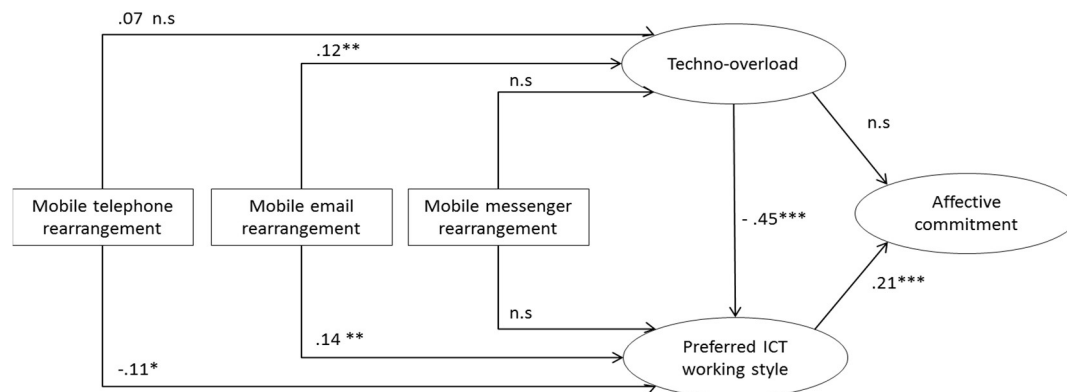 .07 n.s
.12**
n.s
Techno-overload
n.s
Mobile telephone
rearrangement
Mobile email
rearrangement
Mobile messenger
rearrangement
- .45***
Affective
commitment
.21***
n.s
.14 **
-.11*
Preferred ICT
working style